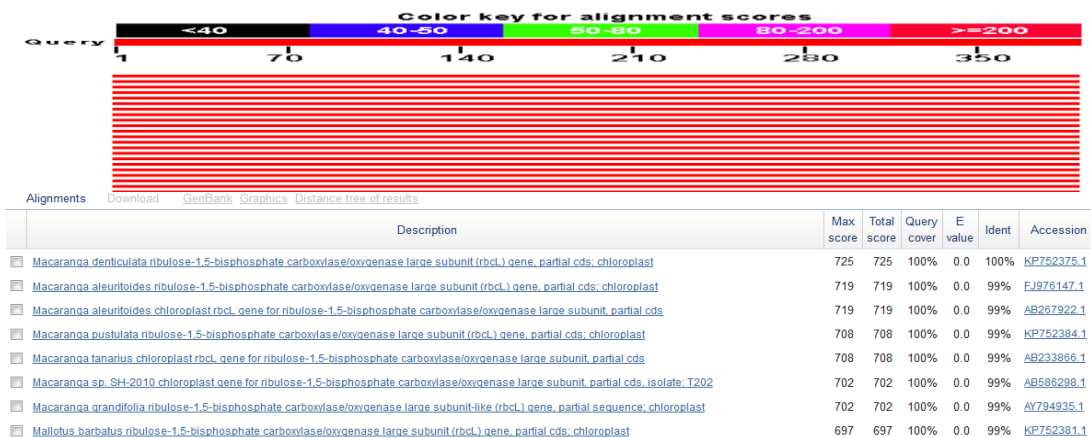 Color key for alignment scores
<40 40-50 50-80 80-200 >=200
Query
1 70 140 210 280 350
Alignments Download GenBank Graphics Distance tree of results
Description Max score Total score Query cover E value Ident Accession
Macaranga denticulata ribulose-1,5-bisphosphate carboxylase/oxygenase large subunit (rbcL) gene, partial cds; chloroplast 725 725 100% 0.0 100% KP752375.1
Macaranga aleuritoides ribulose-1,5-bisphosphate carboxylase/oxygenase large subunit (rbcL) gene, partial cds; chloroplast 719 719 100% 0.0 99% FJ976147.1
Macaranga aleuritoides chloroplast rbcL gene for ribulose-1,5-bisphosphate carboxylase/oxygenase large subunit, partial cds 719 719 100% 0.0 99% AB267922.1
Macaranga pustulata ribulose-1,5-bisphosphate carboxylase/oxygenase large subunit (rbcL) gene, partial cds; chloroplast 708 708 100% 0.0 99% KP752384.1
Macaranga tanarius chloroplast rbcL gene for ribulose-1,5-bisphosphate carboxylase/oxygenase large subunit, partial cds 708 708 100% 0.0 99% AB233866.1
Macaranga sp. SH-2010 chloroplast gene for ribulose-1,5-bisphosphate carboxylase/oxygenase large subunit, partial cds, isolate: T202 702 702 100% 0.0 99% AB586298.1
Macaranga grandifolia ribulose-1,5-bisphosphate carboxylase/oxygenase large subunit-like (rbcL) gene, partial sequence; chloroplast 702 702 100% 0.0 99% AY794935.1
Mallotus barbatus ribulose-1,5-bisphosphate carboxylase/oxygenase large subunit (rbcL) gene, partial cds; chloroplast 697 697 100% 0.0 99% KP752381.1